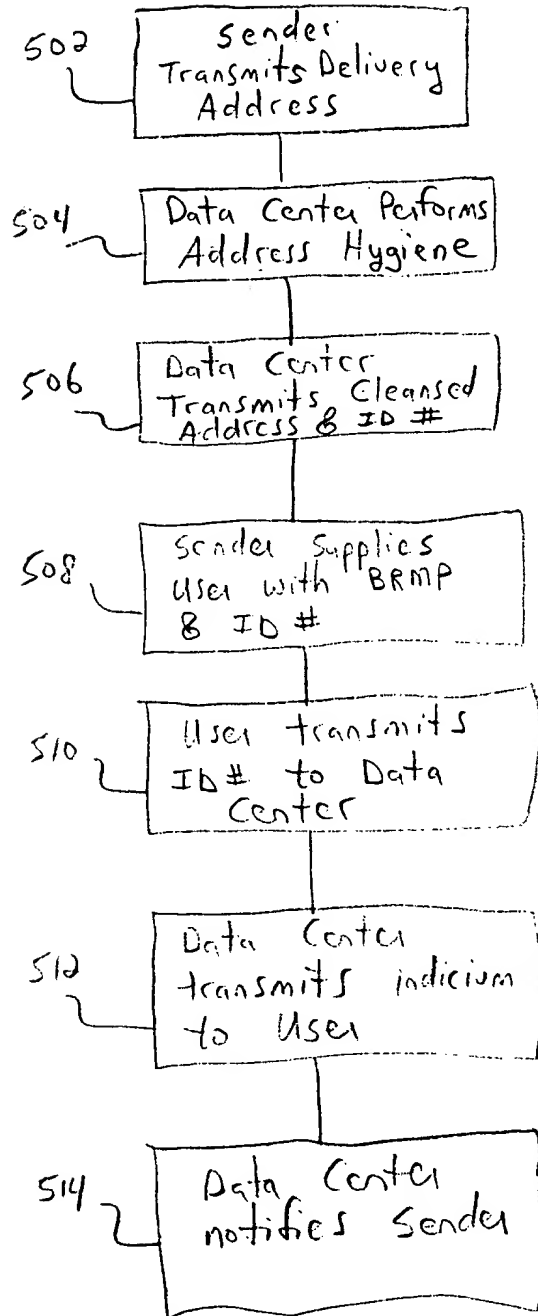 502
Sender
Transmits Delivery
Address
504
Data Center Performs
Address Hygiene
506
Data Center
Transmits Cleansed
Address & ID #
508
Sender Supplies
User with BRMP
& ID #
510
User transmits
ID# to Data
Center
512
Data Center
transmits indicium
to User
514
Data Center
notifies Sender